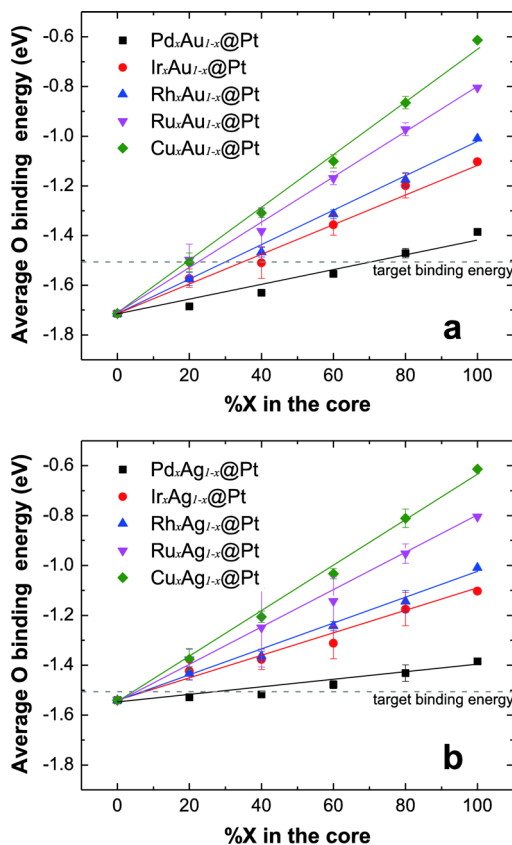 Average O binding energy (eV)
-0.6
-0.8
-1.0
-1.2
-1.4
-1.6
-1.8
PdxAu1-x@Pt
IrxAu1-x@Pt
RhxAu1-x@Pt
RuxAu1-x@Pt
CuxAu1-x@Pt
target binding energy
a
0 20 40 60 80 100
%X in the core
Average O binding energy (eV)
-0.6
-0.8
-1.0
-1.2
-1.4
-1.6
-1.8
PdxAg1-x@Pt
IrxAg1-x@Pt
RhxAg1-x@Pt
RuxAg1-x@Pt
CuxAg1-x@Pt
target binding energy
b
0 20 40 60 80 100
%X in the core